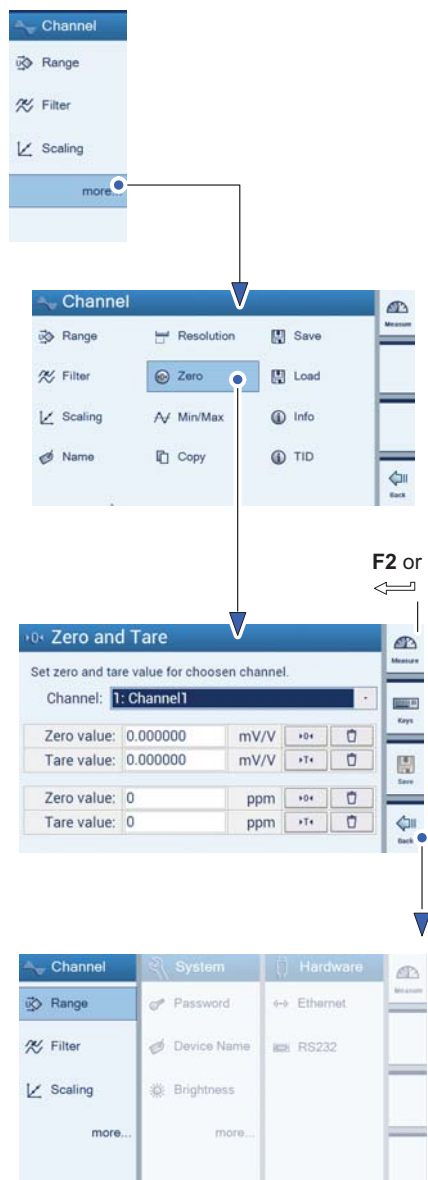 Channel
Range
Filter
Scaling
more...
Channel
Range Resolution Save
Filter Zero Load
Scaling Min/Max Info
Name Copy TID
Measure
Back
F2 or
Zero and Tare
Set zero and tare value for choosen channel.
Channel: 1: Channel1
Zero value: 0.000000 mV/V ▸0◂
Tare value: 0.000000 mV/V ▸T◂
Zero value: 0 ppm ▸0◂
Tare value: 0 ppm ▸T◂
Measure
Keys
Save
Back
Channel System Hardware
Range Password Ethernet
Filter Device Name RS232
Scaling Brightness
more... more...
Measure